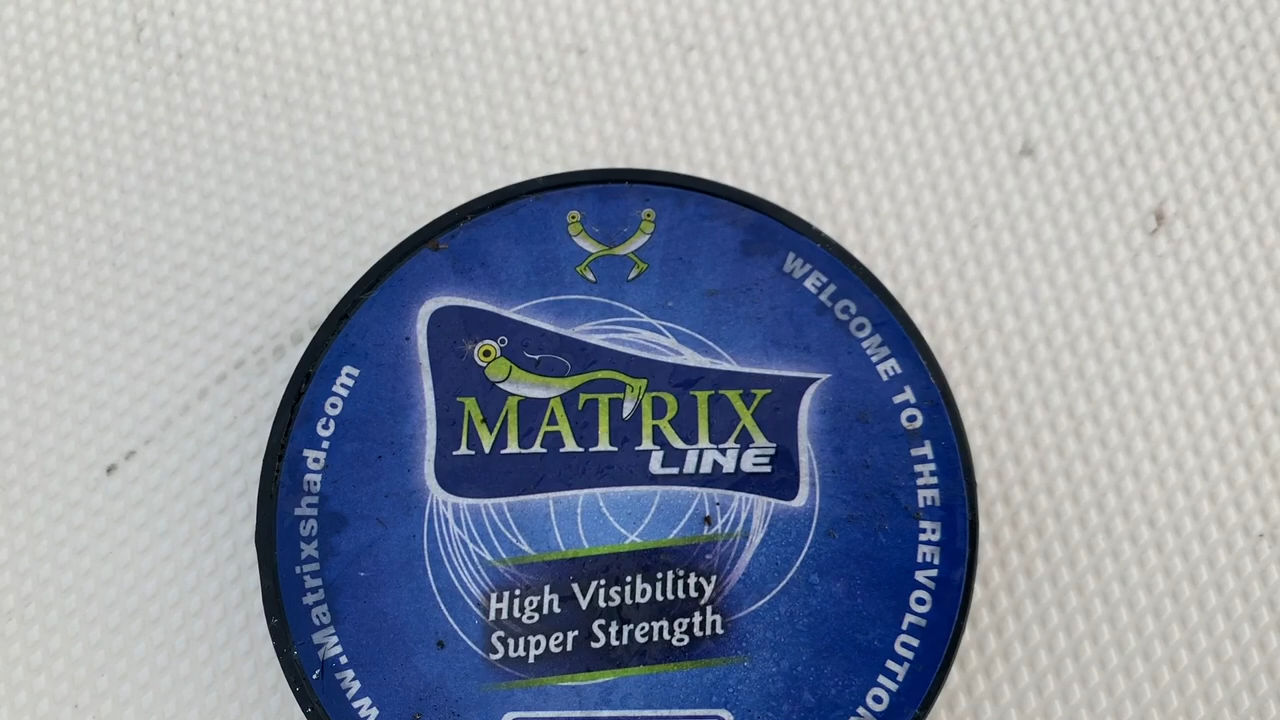 MATRIX
LINE
High Visibility
Super Strength
WELCOME TO THE REVOLUTION
www.Matrixshad.com